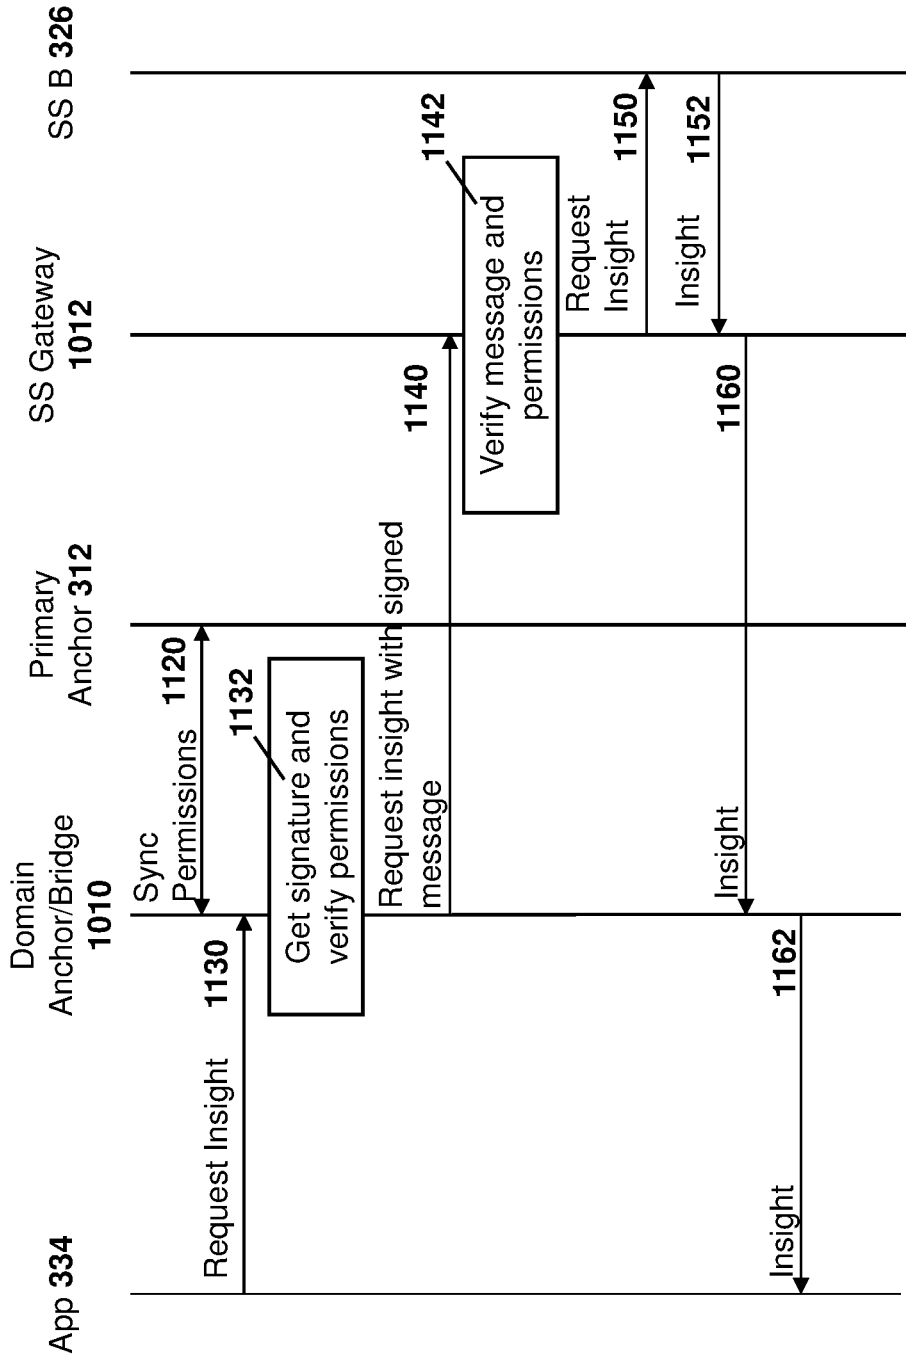 App 334
Domain
Anchor/Bridge
1010
Primary
Anchor 312
SS Gateway
1012
SS B 326
Sync
Permissions
1120
Request Insight
1130
1132
Get signature and
verify permissions
Request insight with signed
message
1140
1142
Verify message and
permissions
Request
Insight
1150
Insight
1152
Insight
1160
Insight
1162